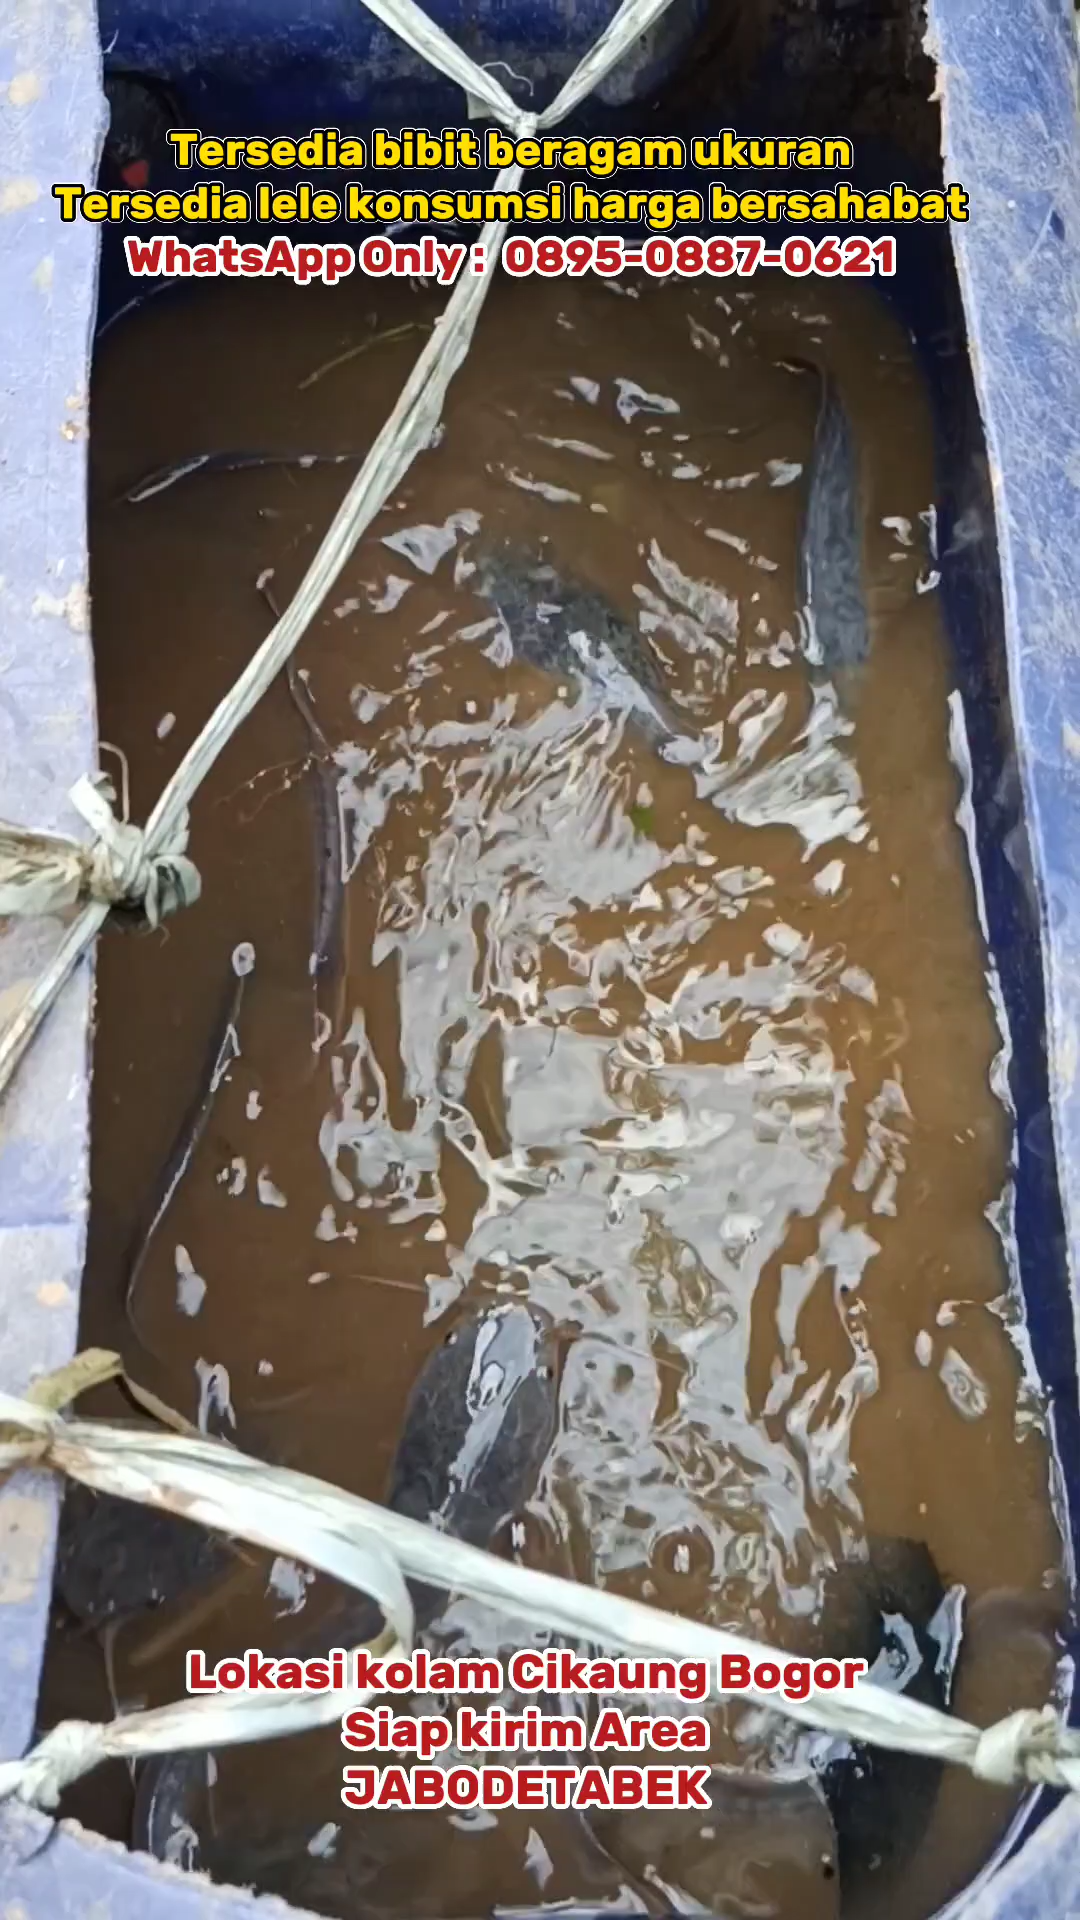 Tersedia bibit beragam ukuran
Tersedia lele konsumsi harga bersahabat
WhatsApp Only : 0895-0887-0621
Lokasi kolam Cikaung Bogor
Siap kirim Area
JABODETABEK